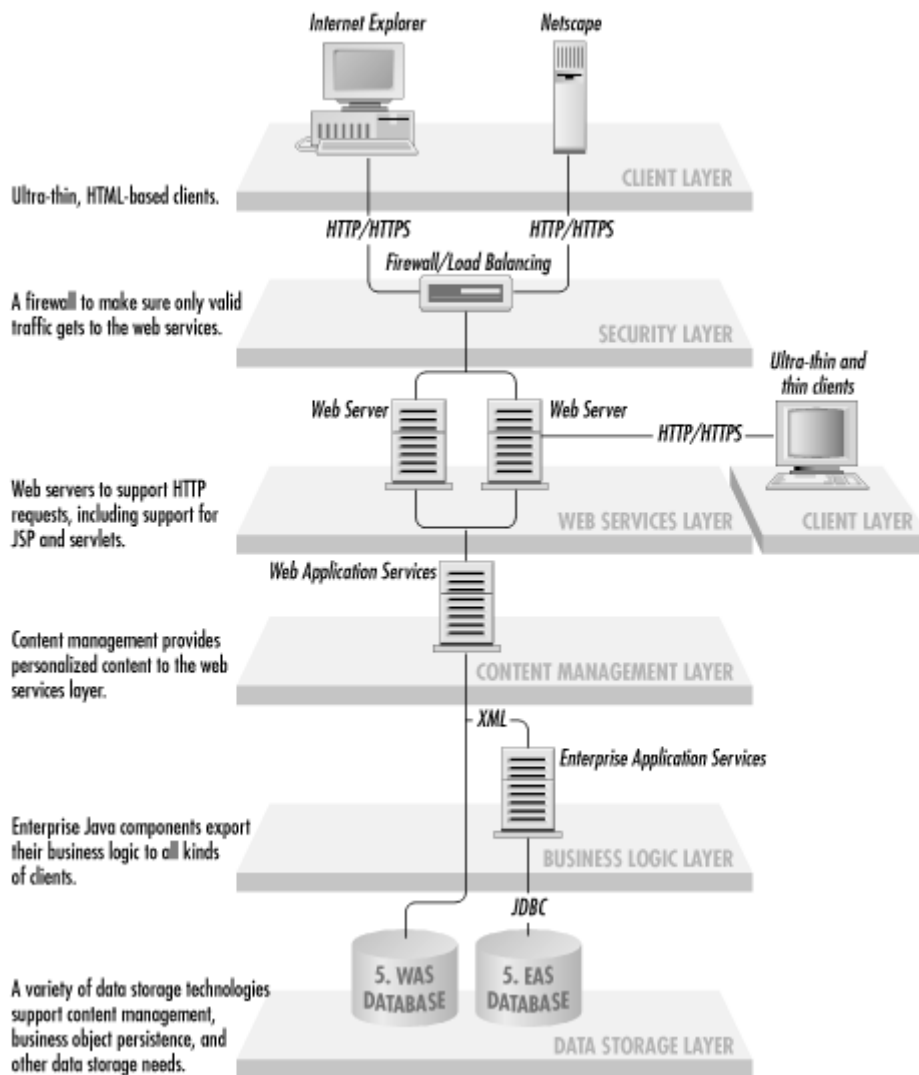 Internet Explorer
Netscape
CLIENT LAYER
Ultra-thin, HTML-based clients.
HTTP/HTTPS
HTTP/HTTPS
Firewall/Load Balancing
A firewall to make sure only valid
traffic gets to the web services.
SECURITY LAYER
Ultra-thin and
thin clients
Web Server
Web Server
HTTP/HTTPS
Web servers to support HTTP
requests, including support for
JSP and servlets.
WEB SERVICES LAYER
CLIENT LAYER
Web Application Services
Content management provides
personalized content to the web
services layer.
CONTENT MANAGEMENT LAYER
XML
Enterprise Application Services
Enterprise Java components export
their business logic to all kinds
of clients.
BUSINESS LOGIC LAYER
JDBC
5. WAS
DATABASE
5. EAS
DATABASE
A variety of data storage technologies
support content management,
business object persistence, and
other data storage needs.
DATA STORAGE LAYER